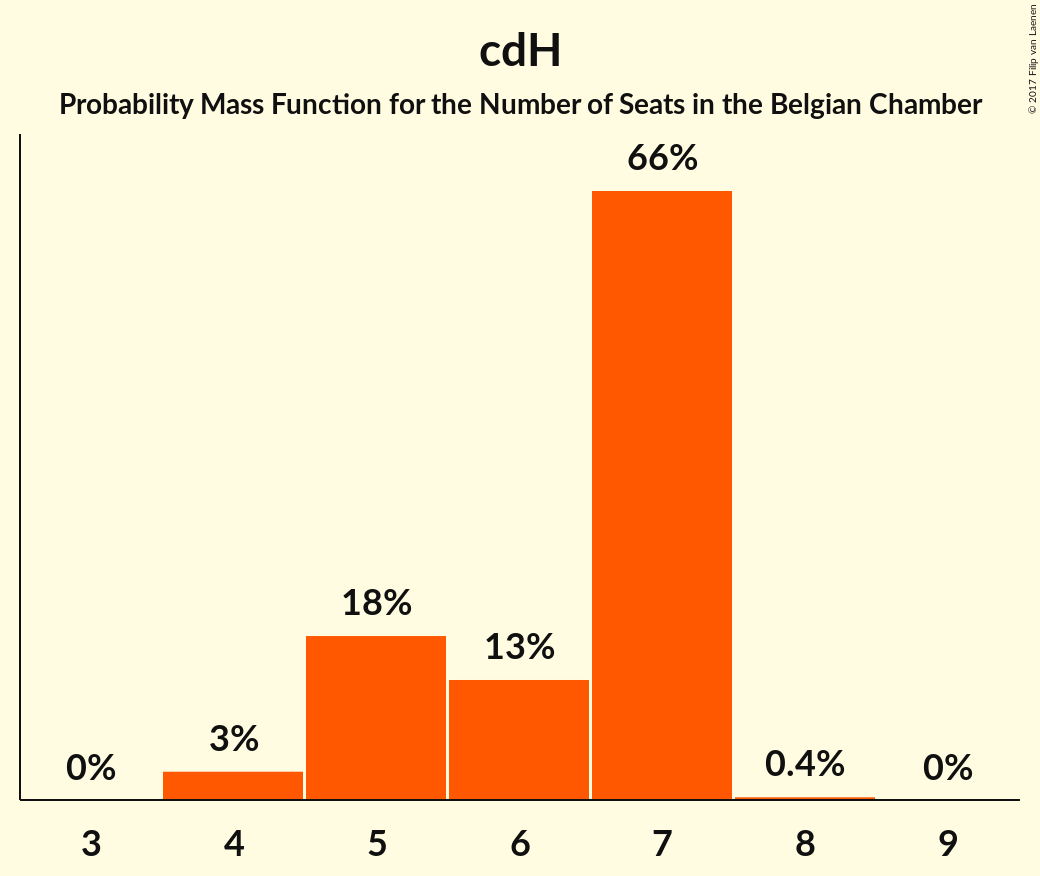 cdH
Probability Mass Function for the Number of Seats in the Belgian Chamber
© 2017 Filip van Laenen
66%
18%
13%
3%
0%
0.4%
0%
3 4 5 6 7 8 9